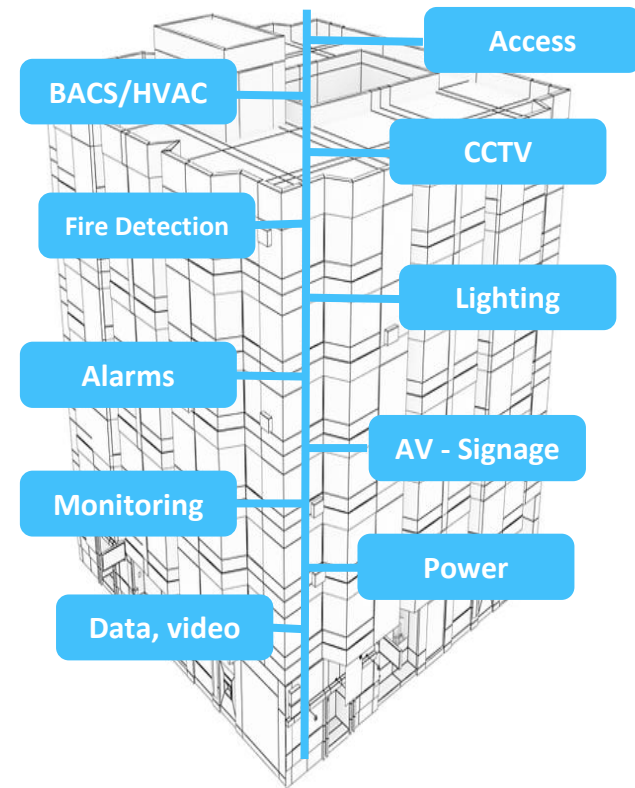 Access
BACS/HVAC
CCTV
Fire Detection
Lighting
Alarms
AV - Signage
Monitoring
Power
Data, video